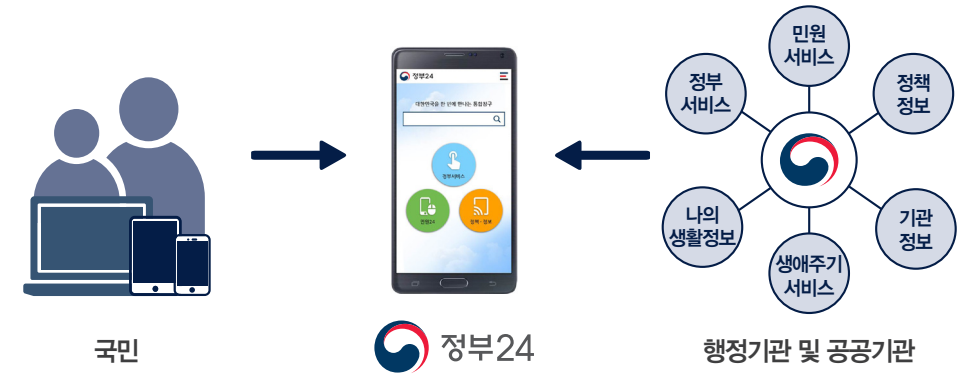 정부24
대한민국을 한 번에 만나는 통합창구
정부서비스
민원24
정책·정보
민원
서비스
정부
서비스
정책
정보
나의
생활정보
기관
정보
생애주기
서비스
국민
정부24
행정기관 및 공공기관